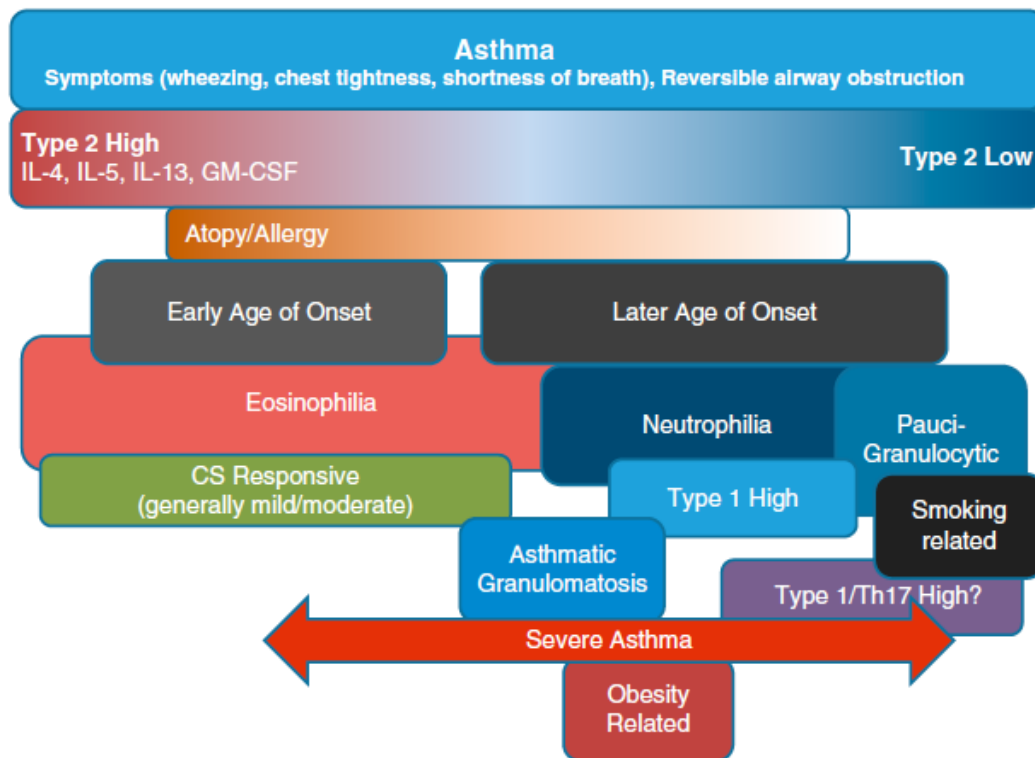 Asthma
Symptoms (wheezing, chest tightness, shortness of breath), Reversible airway obstruction
Type 2 High
IL-4, IL-5, IL-13, GM-CSF
Type 2 Low
Atopy/Allergy
Early Age of Onset
Later Age of Onset
Eosinophilia
Neutrophilia
Pauci-
Granulocytic
CS Responsive
(generally mild/moderate)
Type 1 High
Smoking
related
Asthmatic
Granulomatosis
Type 1/Th17 High?
Severe Asthma
Obesity
Related